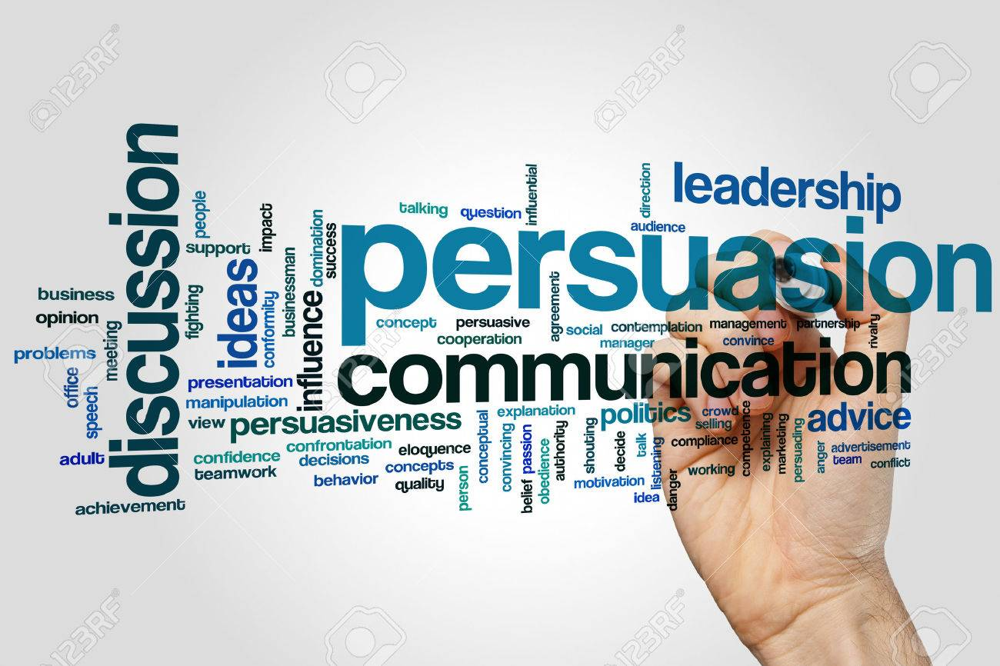 discussion
people
support
impact
business
opinion
meeting
problems
office
speech
adult
achievement
fighting
ideas
conformity
businessman
domination
success
influence
presentation
manipulation
view
persuasiveness
confidence
teamwork
confrontation
decisions
behavior
eloquence
concepts
quality
person
conceptual
explanation
convincing
belief
passion
obedience
authority
shouting
motivation
decide
talk
idea
listening
danger
politics
talking
question
influential
direction
audience
leadership
persuasion
concept
persuasive
cooperation
agreement
social
contemplation
manager
management
convince
partnership
rivalry
communication
crowd
selling
compliance
working
competence
explaining
marketing
persuading
anger
advice
advertisement
team
conflict
123RF
123RF
123RF
123RF